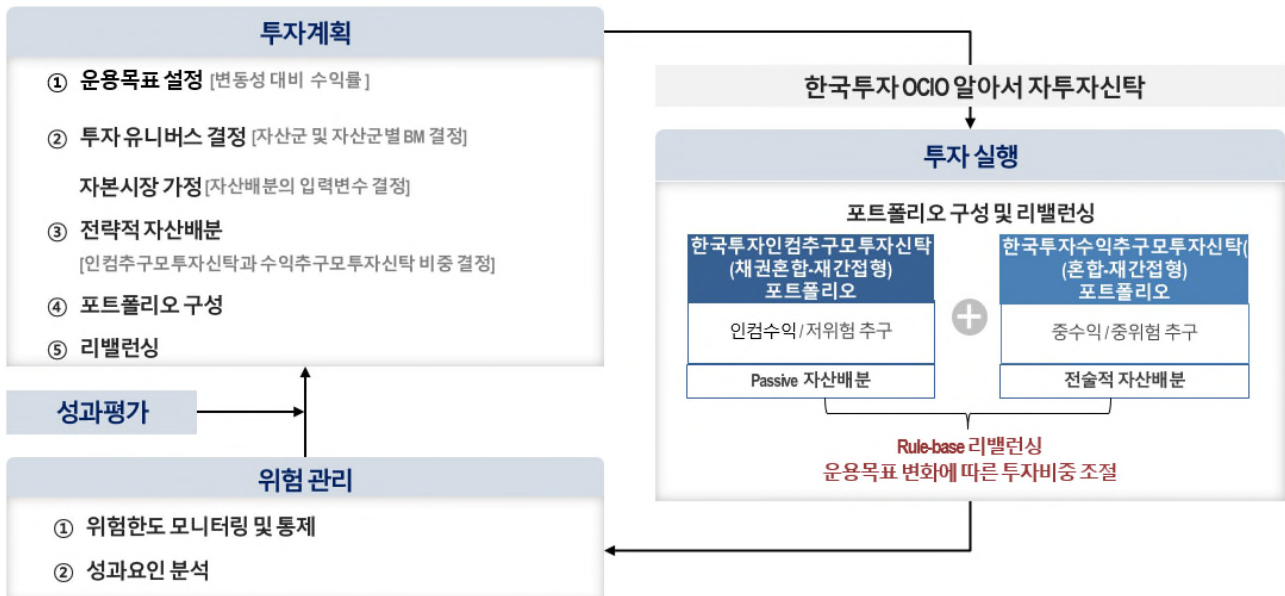 투자계획
① 운용목표 설정 [변동성 대비 수익률]
② 투자 유니버스 결정 [자산군 및 자산군별 BM 결정]
자본시장 가정 [자산배분의 입력변수 결정]
③ 전략적 자산배분
[인컴추구모투자신탁과 수익추구모투자신탁 비중 결정]
④ 포트폴리오 구성
⑤ 리밸런싱
성과평가
위험 관리
① 위험한도 모니터링 및 통제
② 성과요인 분석
한국투자 OCIO 알아서 자투자신탁
투자 실행
포트폴리오 구성 및 리밸런싱
한국투자인컴추구모투자신탁
(채권혼합-재간접형)
포트폴리오
인컴수익 / 저위험 추구
Passive 자산배분
한국투자수익추구모투자신탁(
(혼합-재간접형)
포트폴리오
중수익 / 중위험 추구
전술적 자산배분
Rule-base 리밸런싱
운용목표 변화에 따른 투자비중 조절